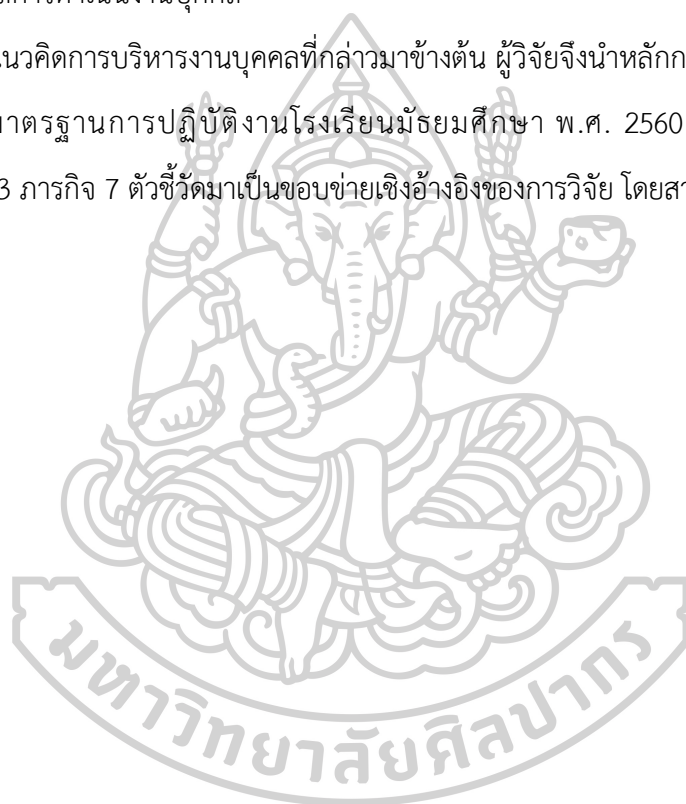 แนวคิดการบริหารงานบุคคลที่กล่าวมาข้างต้น ผู้วิจัยจึงนำหลักก
มาตรฐานการปฏิบัติงานโรงเรียนมัธยมศึกษา พ.ศ. 2560
3 ภารกิจ 7 ตัวชี้วัดมาเป็นขอบข่ายเชิงอ้างอิงของการวิจัย โดยสา
มหาวิทยาลัยศิลปากร